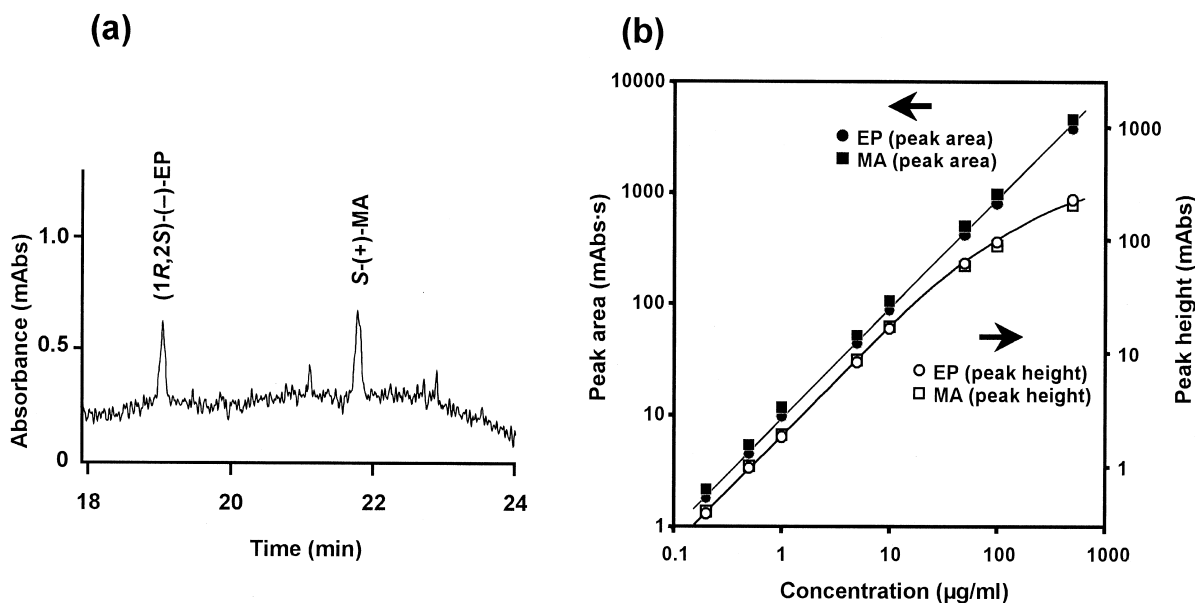 (a)
(1R,2S)-(–)-EP
S-(+)-MA
Absorbance (mAbs)
1.0
0.5
0
18 20 22 24
Time (min)
(b)
Peak area (mAbs·s)
10000
1000
100
10
1
EP (peak area)
MA (peak area)
EP (peak height)
MA (peak height)
1000
100
10
1
Peak height (mAbs)
0.1 1 10 100 1000
Concentration (µg/ml)